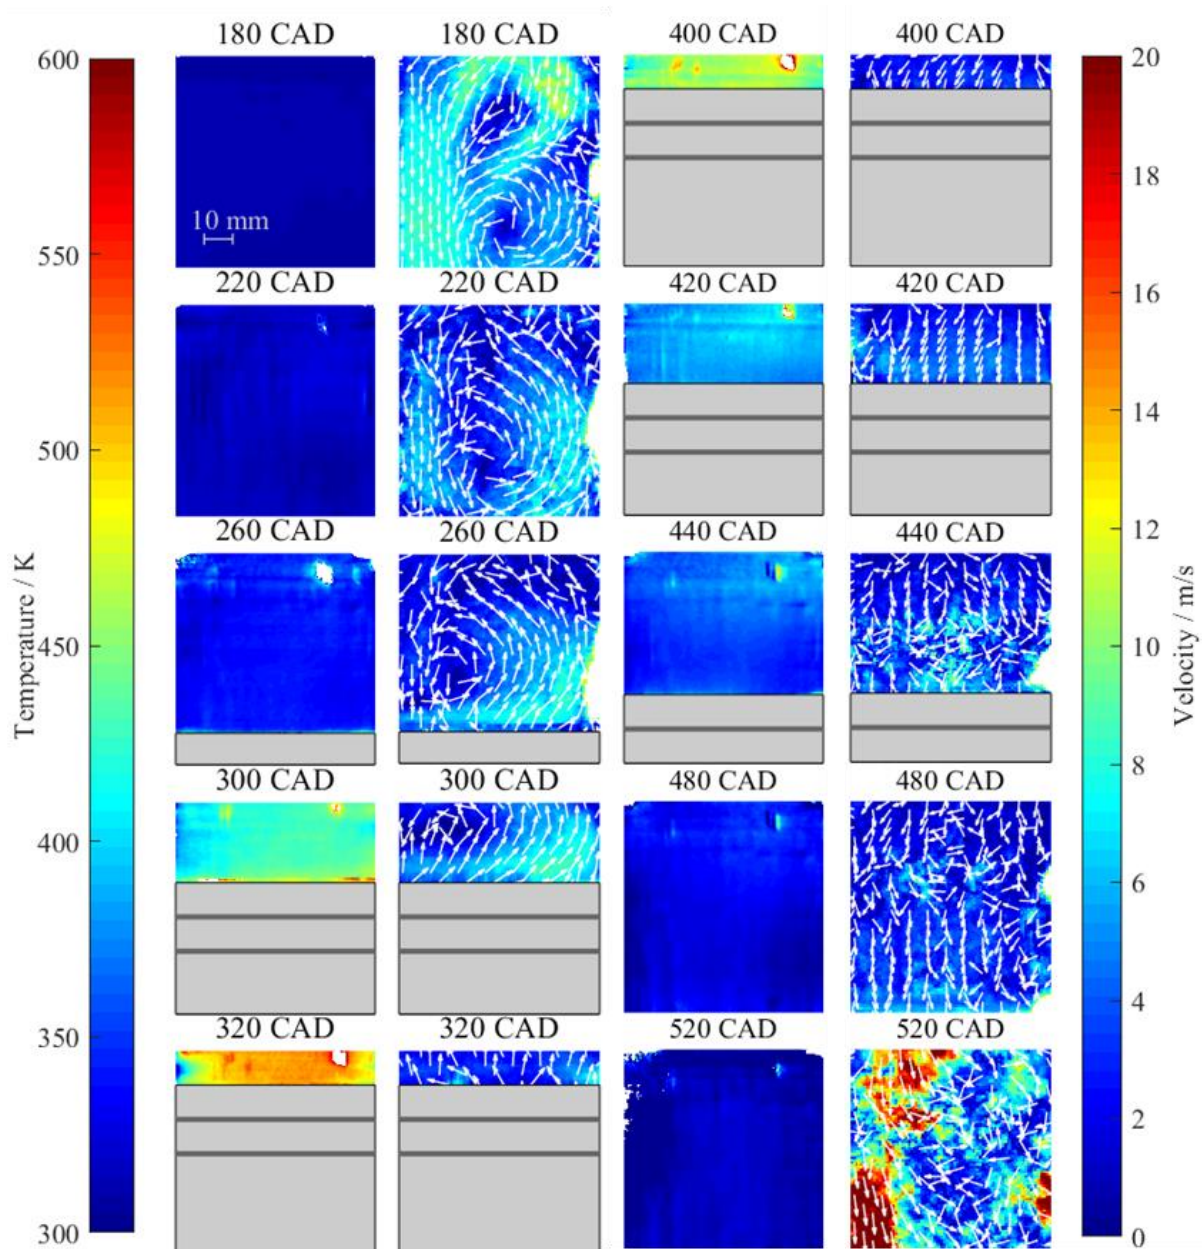 180 CAD 180 CAD 400 CAD 400 CAD
600
550
500
450
400
350
300
Temperature / K
10 mm
220 CAD 220 CAD 420 CAD 420 CAD
260 CAD 260 CAD 440 CAD 440 CAD
300 CAD 300 CAD 480 CAD 480 CAD
320 CAD 320 CAD 520 CAD 520 CAD
20
18
16
14
12
10
8
6
4
2
0
Velocity / m/s